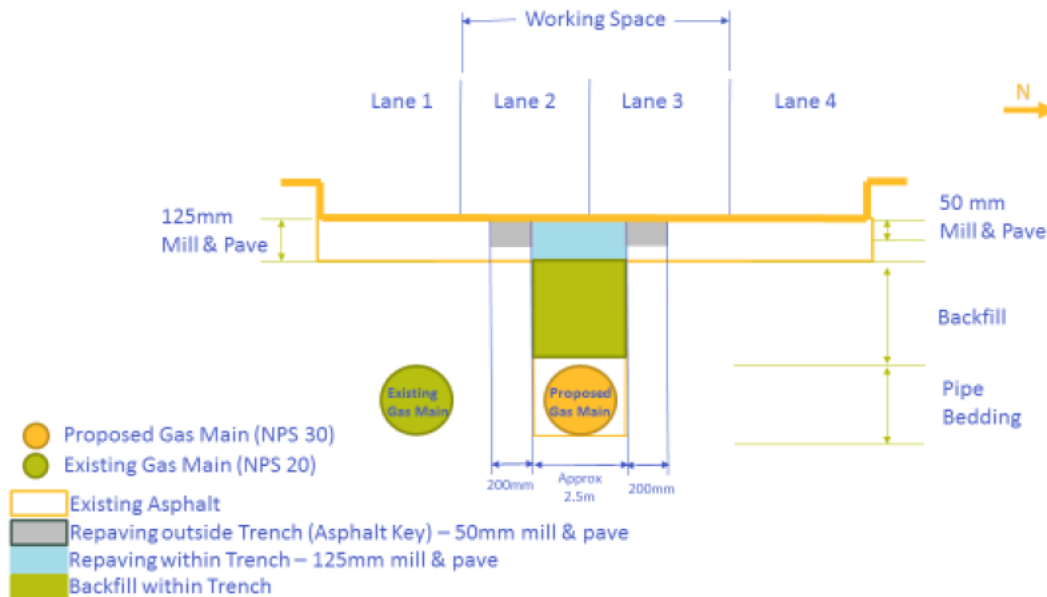 Working Space
Lane 1
Lane 2
Lane 3
Lane 4
N
125mm
Mill & Pave
50 mm
Mill & Pave
Backfill
Existing
Gas Main
Proposed
Gas Main
Pipe
Bedding
Proposed Gas Main (NPS 30)
Existing Gas Main (NPS 20)
200mm
Approx
2.5m
200mm
Existing Asphalt
Repaving outside Trench (Asphalt Key) – 50mm mill & pave
Repaving within Trench – 125mm mill & pave
Backfill within Trench